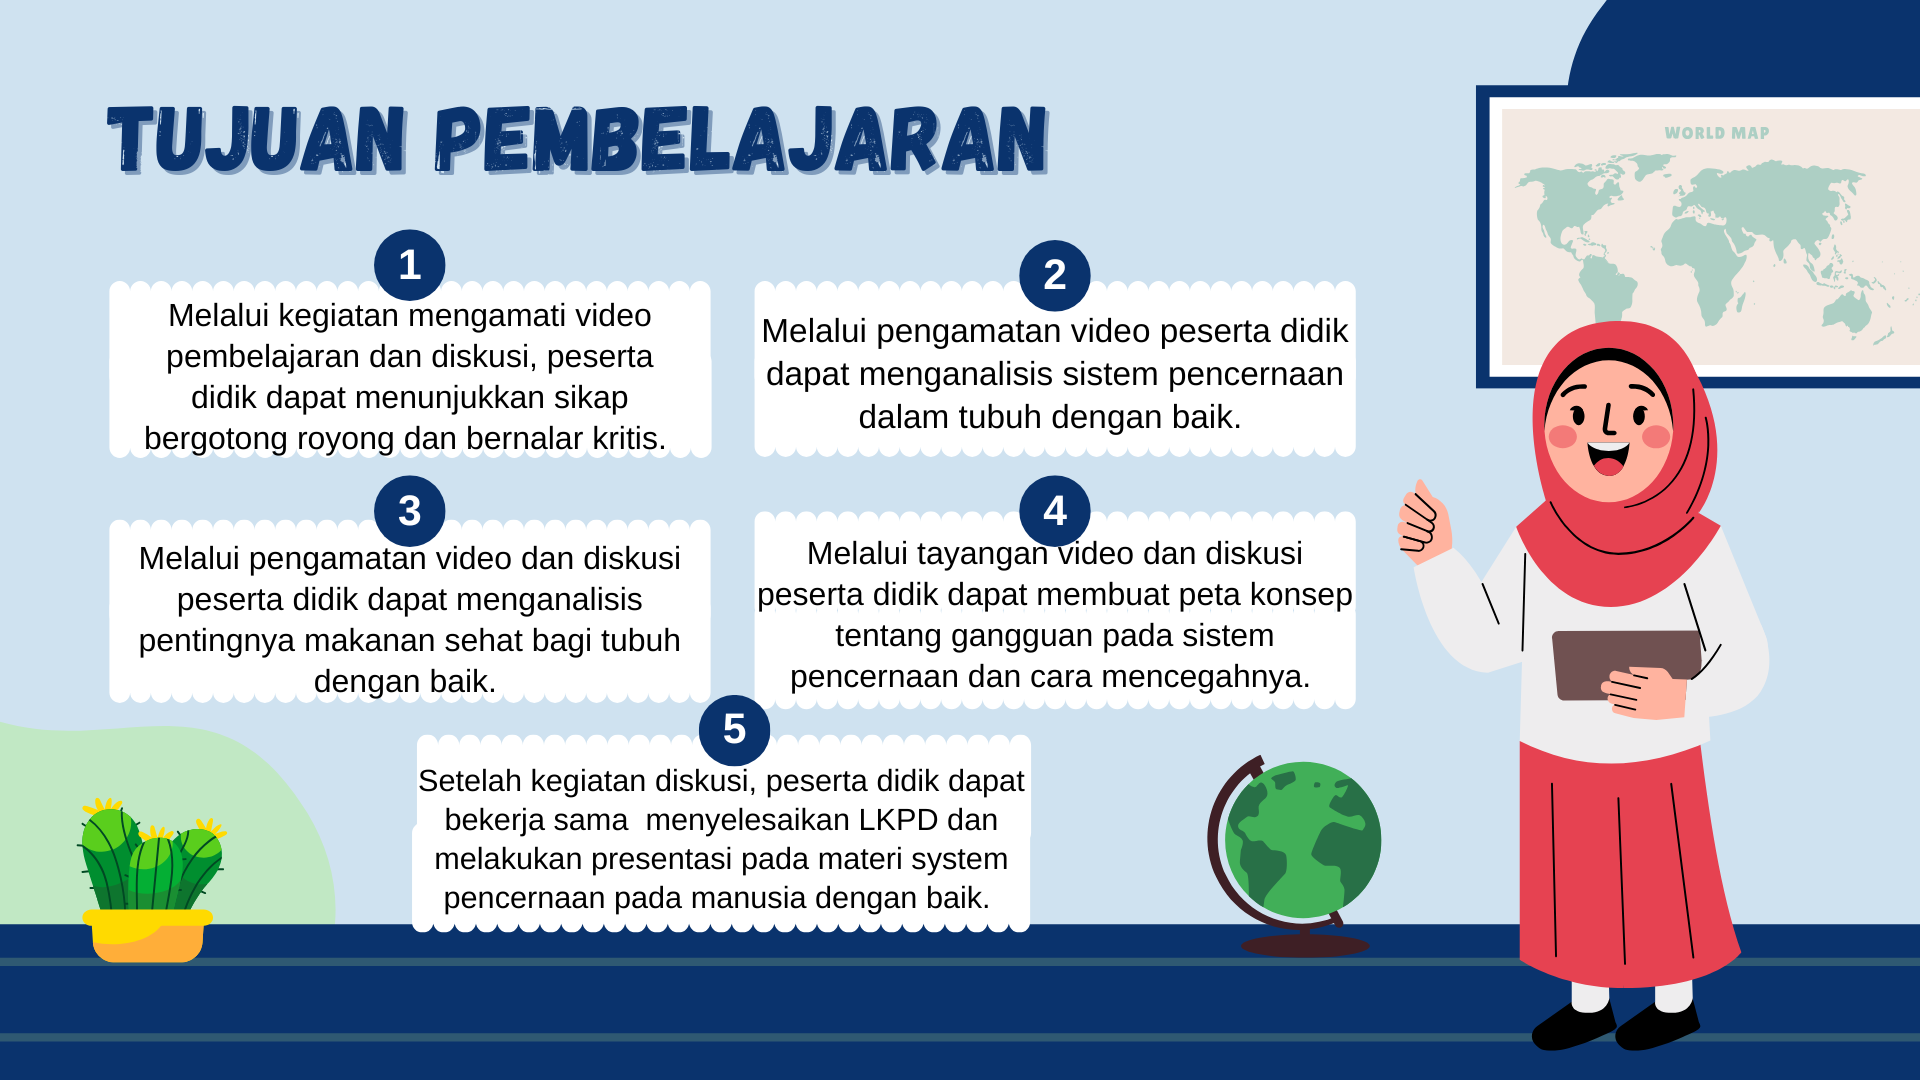 TUJUAN PEMBELAJARAN
WORLD MAP
1
Melalui kegiatan mengamati video
pembelajaran dan diskusi, peserta
didik dapat menunjukkan sikap
bergotong royong dan bernalar kritis.
2
Melalui pengamatan video peserta didik
dapat menganalisis sistem pencernaan
dalam tubuh dengan baik.
3
Melalui pengamatan video dan diskusi
peserta didik dapat menganalisis
pentingnya makanan sehat bagi tubuh
dengan baik.
4
Melalui tayangan video dan diskusi
peserta didik dapat membuat peta konsep
tentang gangguan pada sistem
pencernaan dan cara mencegahnya.
5
Setelah kegiatan diskusi, peserta didik dapat
bekerja sama  menyelesaikan LKPD dan
melakukan presentasi pada materi system
pencernaan pada manusia dengan baik.